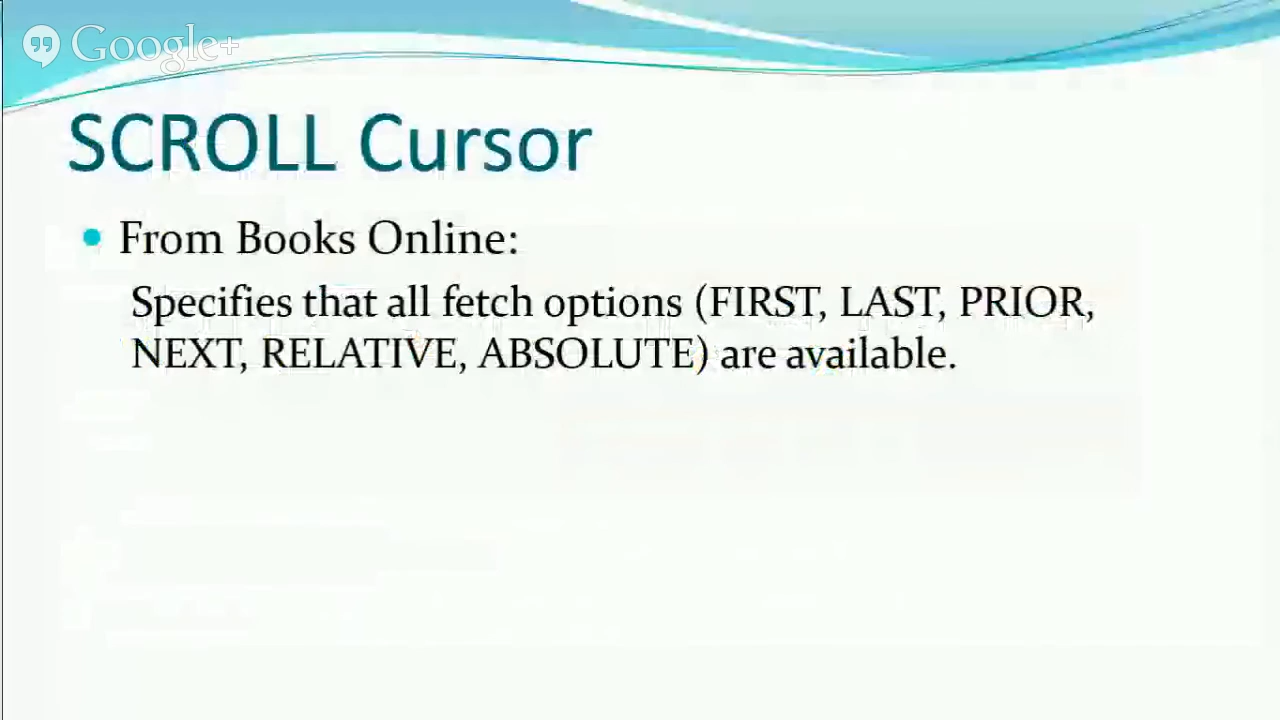 Google+
SCROLL Cursor
From Books Online:
Specifies that all fetch options (FIRST, LAST, PRIOR,
NEXT, RELATIVE, ABSOLUTE) are available.